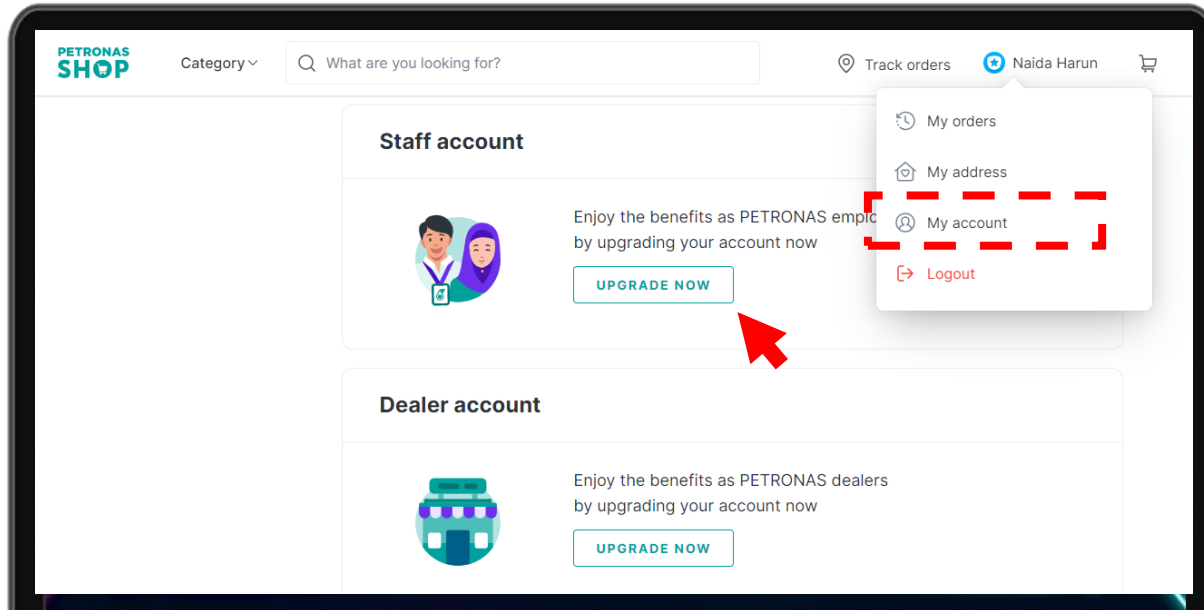 PETRONAS
SHOP
Category
What are you looking for?
Track orders
Naida Harun
My orders
My address
My account
Logout
Staff account
Enjoy the benefits as PETRONAS emplo
by upgrading your account now
UPGRADE NOW
Dealer account
Enjoy the benefits as PETRONAS dealers
by upgrading your account now
UPGRADE NOW